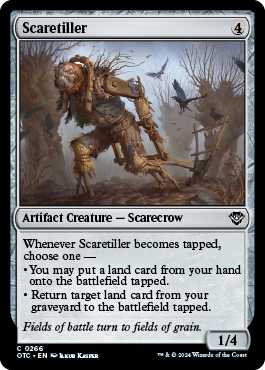 Scaretiller 4
Artifact Creature — Scarecrow
Whenever Scaretiller becomes tapped,
choose one —
• You may put a land card from your hand
onto the battlefield tapped.
• Return target land card from your
graveyard to the battlefield tapped.
Fields of battle turn to fields of grain.
1/4
C 0266
OTC • EN Jakub Kasper ™ & © 2024 Wizards of the Coast